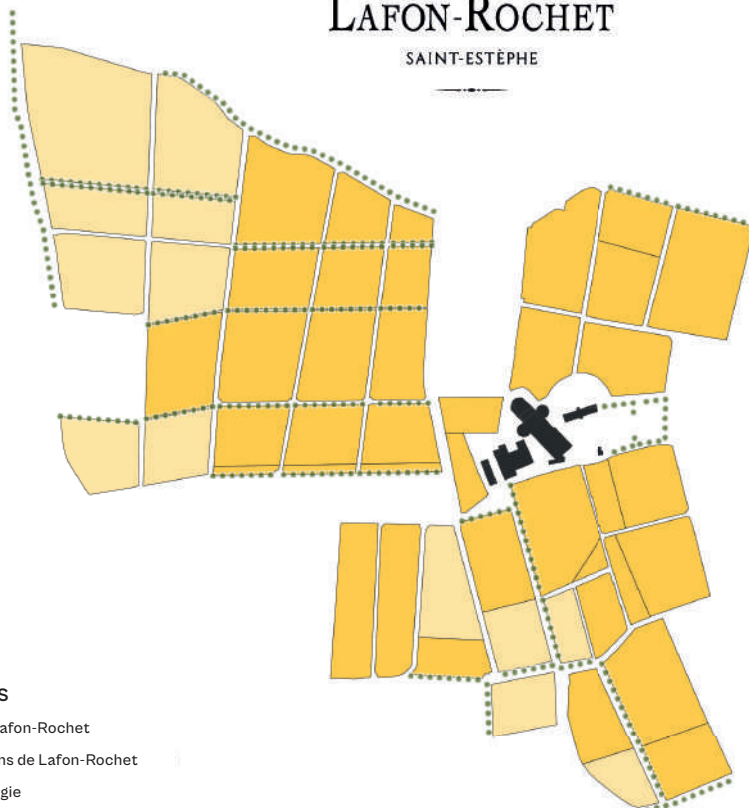 LAFON-ROCHET
SAINT-ESTÈPHE
S
afon-Rochet
ns de Lafon-Rochet
gie